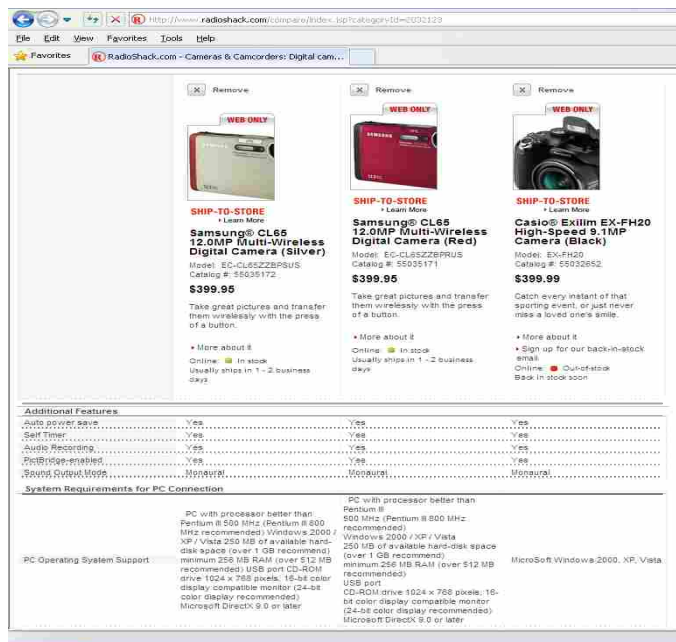 http://www.radioshack.com/compare/index.jsp?categoryId=2032129
File Edit View Favorites Tools Help
Favorites
RadioShack.com - Cameras & Camcorders: Digital cam...
Remove
WEB ONLY
SAMSUNG
SHIP-TO-STORE
Learn More
Samsung® CL65
12.0MP Multi-Wireless
Digital Camera (Silver)
Model: EC-CL65ZZBPSUS
Catalog #: 55035172
$399.95
Take great pictures and transfer
them wirelessly with the press
of a button.
More about it
Online: In stock
Usually ships in 1 - 2 business
days
Remove
WEB ONLY
SAMSUNG
SHIP-TO-STORE
Learn More
Samsung® CL65
12.0MP Multi-Wireless
Digital Camera (Red)
Model: EC-CL65ZZBPRUS
Catalog #: 55035171
$399.95
Take great pictures and transfer
them wirelessly with the press
of a button.
More about it
Online: In stock
Usually ships in 1 - 2 business
days
Remove
WEB ONLY
SHIP-TO-STORE
Learn More
Casio® Exilim EX-FH20
High-Speed 9.1MP
Camera (Black)
Model: EX-FH20
Catalog #: 55032652
$399.99
Catch every instant of that
sporting event, or just never
miss a loved one's smile.
More about it
Sign up for our back-in-stock
email
Online: Out-of-stock
Back in stock soon
Additional Features
Auto power save Yes Yes Yes
Self Timer Yes Yes Yes
Audio Recording Yes Yes Yes
PictBridge-enabled Yes Yes Yes
Sound Output Mode Monaural Monaural Monaural
System Requirements for PC Connection
PC Operating System Support
PC with processor better than
Pentium III 500 MHz (Pentium III 800
MHz recommended) Windows 2000 /
XP / Vista 250 MB of available hard-
disk space (over 1 GB recommend)
minimum 256 MB RAM (over 512 MB
recommended) USB port CD-ROM
drive 1024 x 768 pixels, 16-bit color
display compatible monitor
(24-bit color display recommended)
Microsoft DirectX 9.0 or later
PC with processor better than
Pentium III
500 MHz (Pentium III 800 MHz
recommended)
Windows 2000 / XP / Vista
250 MB of available hard-disk space
(over 1 GB recommend)
minimum 256 MB RAM (over 512 MB
recommended)
USB port
CD-ROM drive 1024 x 768 pixels, 16-
bit color display compatible monitor
(24-bit color display recommended)
Microsoft DirectX 9.0 or later
MicroSoft Windows 2000, XP, Vista